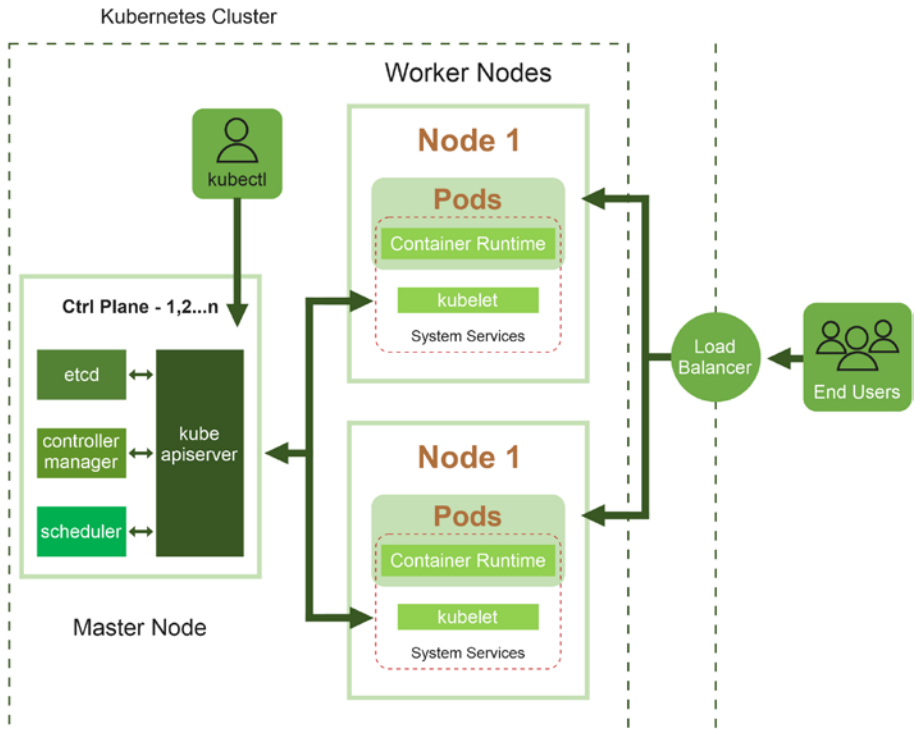 Kubernetes Cluster
Worker Nodes
kubectl
Ctrl Plane - 1,2...n
etcd
controller
manager
scheduler
kube
apiserver
Master Node
Node 1
Pods
Container Runtime
kubelet
System Services
Node 1
Pods
Container Runtime
kubelet
System Services
Load
Balancer
End Users